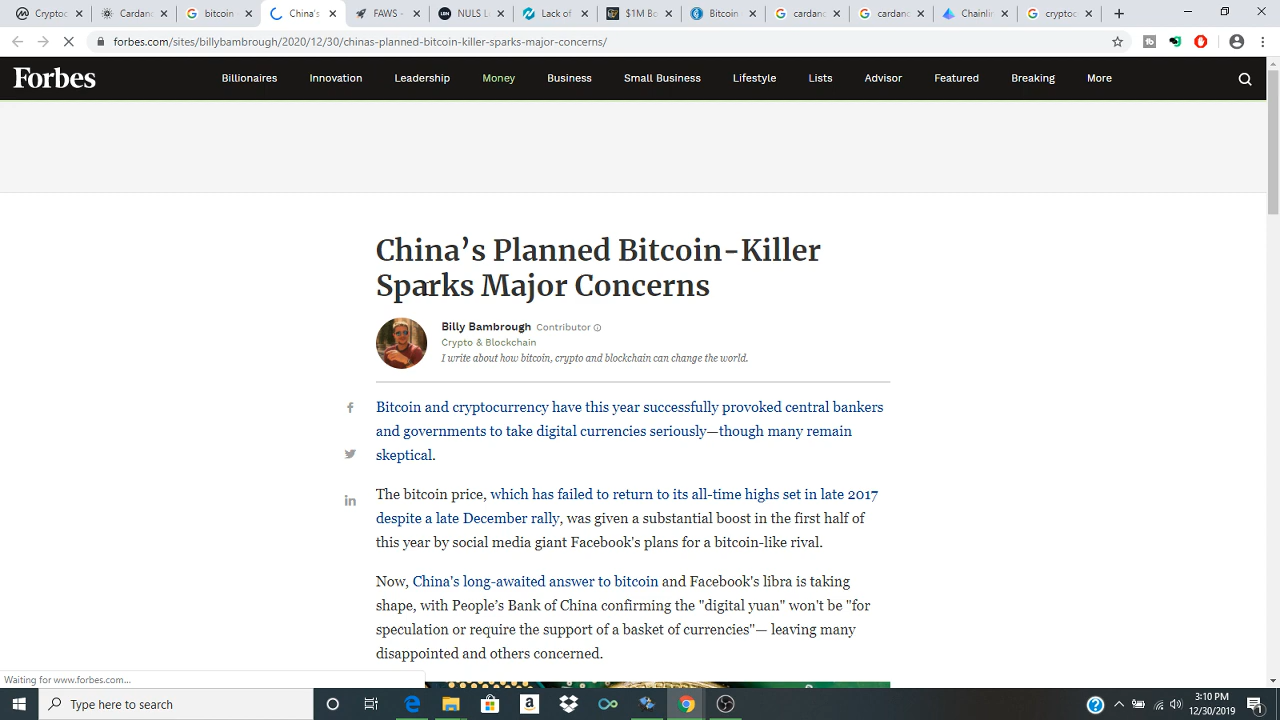 Crypto
Cardano
bitcoin
China's
FAWS -
NULS L
Lack of
$1M Bo
Bitcoin
cardano
cardano
Chainlin
cryptoc
forbes.com/sites/billybambrough/2020/12/30/chinas-planned-bitcoin-killer-sparks-major-concerns/
Forbes
Billionaires
Innovation
Leadership
Money
Business
Small Business
Lifestyle
Lists
Advisor
Featured
Breaking
More
China's Planned Bitcoin-Killer
Sparks Major Concerns
Billy Bambrough Contributor
Crypto & Blockchain
I write about how bitcoin, crypto and blockchain can change the world.
Bitcoin and cryptocurrency have this year successfully provoked central bankers
and governments to take digital currencies seriously—though many remain
skeptical.
The bitcoin price, which has failed to return to its all-time highs set in late 2017
despite a late December rally, was given a substantial boost in the first half of
this year by social media giant Facebook's plans for a bitcoin-like rival.
Now, China's long-awaited answer to bitcoin and Facebook's libra is taking
shape, with People's Bank of China confirming the "digital yuan" won't be "for
speculation or require the support of a basket of currencies"— leaving many
disappointed and others concerned.
Waiting for www.forbes.com...
Type here to search
3:10 PM
12/30/2019